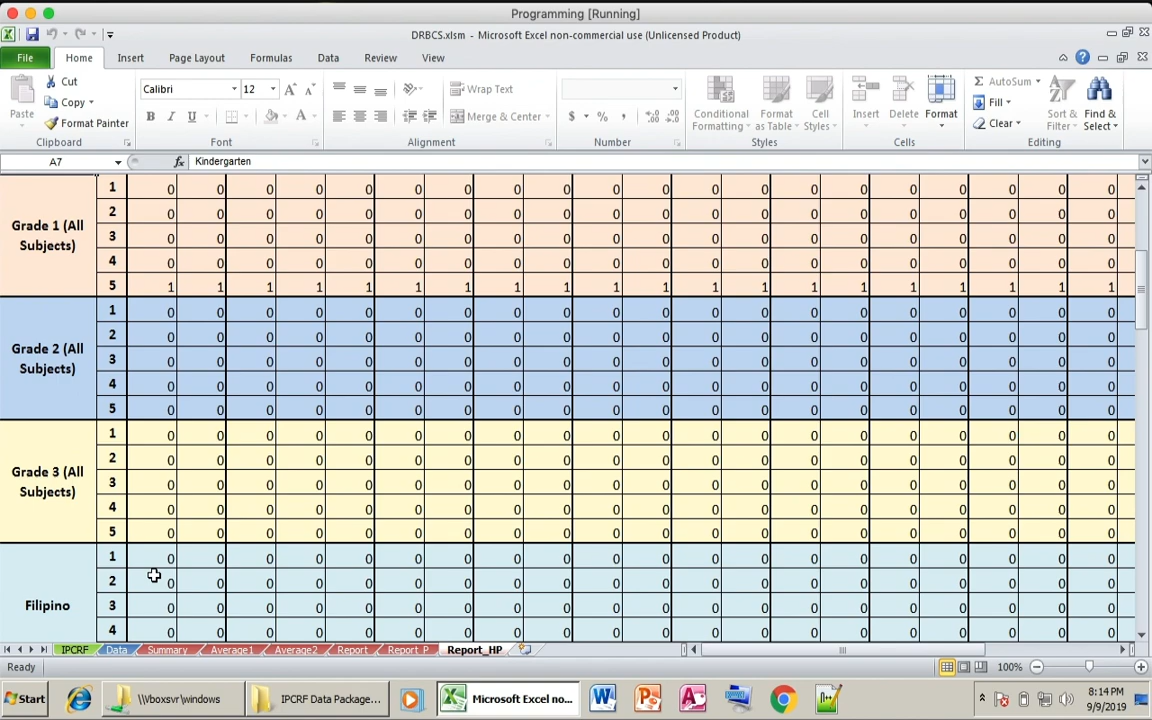 Programming [Running]
DRBCS.xlsm - Microsoft Excel non-commercial use (Unlicensed Product)
File Home Insert Page Layout Formulas Data Review View
Cut Calibri 12 Wrap Text Σ AutoSum
Copy
Paste Format Painter B I U A Merge & Center $ % , Conditional Formatting Format as Table Cell Styles Insert Delete Format Fill Clear Sort & Filter Find & Select
Clipboard Font Alignment Number Styles Cells Editing
A7 fx Kindergarten
Grade 1 (All Subjects)
1 0 0 0 0 0 0 0 0 0 0 0 0 0 0 0 0 0 0 0 0
2 0 0 0 0 0 0 0 0 0 0 0 0 0 0 0 0 0 0 0 0
3 0 0 0 0 0 0 0 0 0 0 0 0 0 0 0 0 0 0 0 0
4 0 0 0 0 0 0 0 0 0 0 0 0 0 0 0 0 0 0 0 0
5 1 1 1 1 1 1 1 1 1 1 1 1 1 1 1 1 1 1 1 1
Grade 2 (All Subjects)
1 0 0 0 0 0 0 0 0 0 0 0 0 0 0 0 0 0 0 0 0
2 0 0 0 0 0 0 0 0 0 0 0 0 0 0 0 0 0 0 0 0
3 0 0 0 0 0 0 0 0 0 0 0 0 0 0 0 0 0 0 0 0
4 0 0 0 0 0 0 0 0 0 0 0 0 0 0 0 0 0 0 0 0
5 0 0 0 0 0 0 0 0 0 0 0 0 0 0 0 0 0 0 0 0
Grade 3 (All Subjects)
1 0 0 0 0 0 0 0 0 0 0 0 0 0 0 0 0 0 0 0 0
2 0 0 0 0 0 0 0 0 0 0 0 0 0 0 0 0 0 0 0 0
3 0 0 0 0 0 0 0 0 0 0 0 0 0 0 0 0 0 0 0 0
4 0 0 0 0 0 0 0 0 0 0 0 0 0 0 0 0 0 0 0 0
5 0 0 0 0 0 0 0 0 0 0 0 0 0 0 0 0 0 0 0 0
Filipino
1 0 0 0 0 0 0 0 0 0 0 0 0 0 0 0 0 0 0 0 0
2 0 0 0 0 0 0 0 0 0 0 0 0 0 0 0 0 0 0 0 0
3 0 0 0 0 0 0 0 0 0 0 0 0 0 0 0 0 0 0 0 0
4 0 0 0 0 0 0 0 0 0 0 0 0 0 0 0 0 0 0 0 0
IPCRF Data Summary Average1 Average2 Report Report_P Report_HP
Ready 100%
Start \\Vboxsvr\windows IPCRF Data Package... Microsoft Excel no... 8:14 PM
9/9/2019